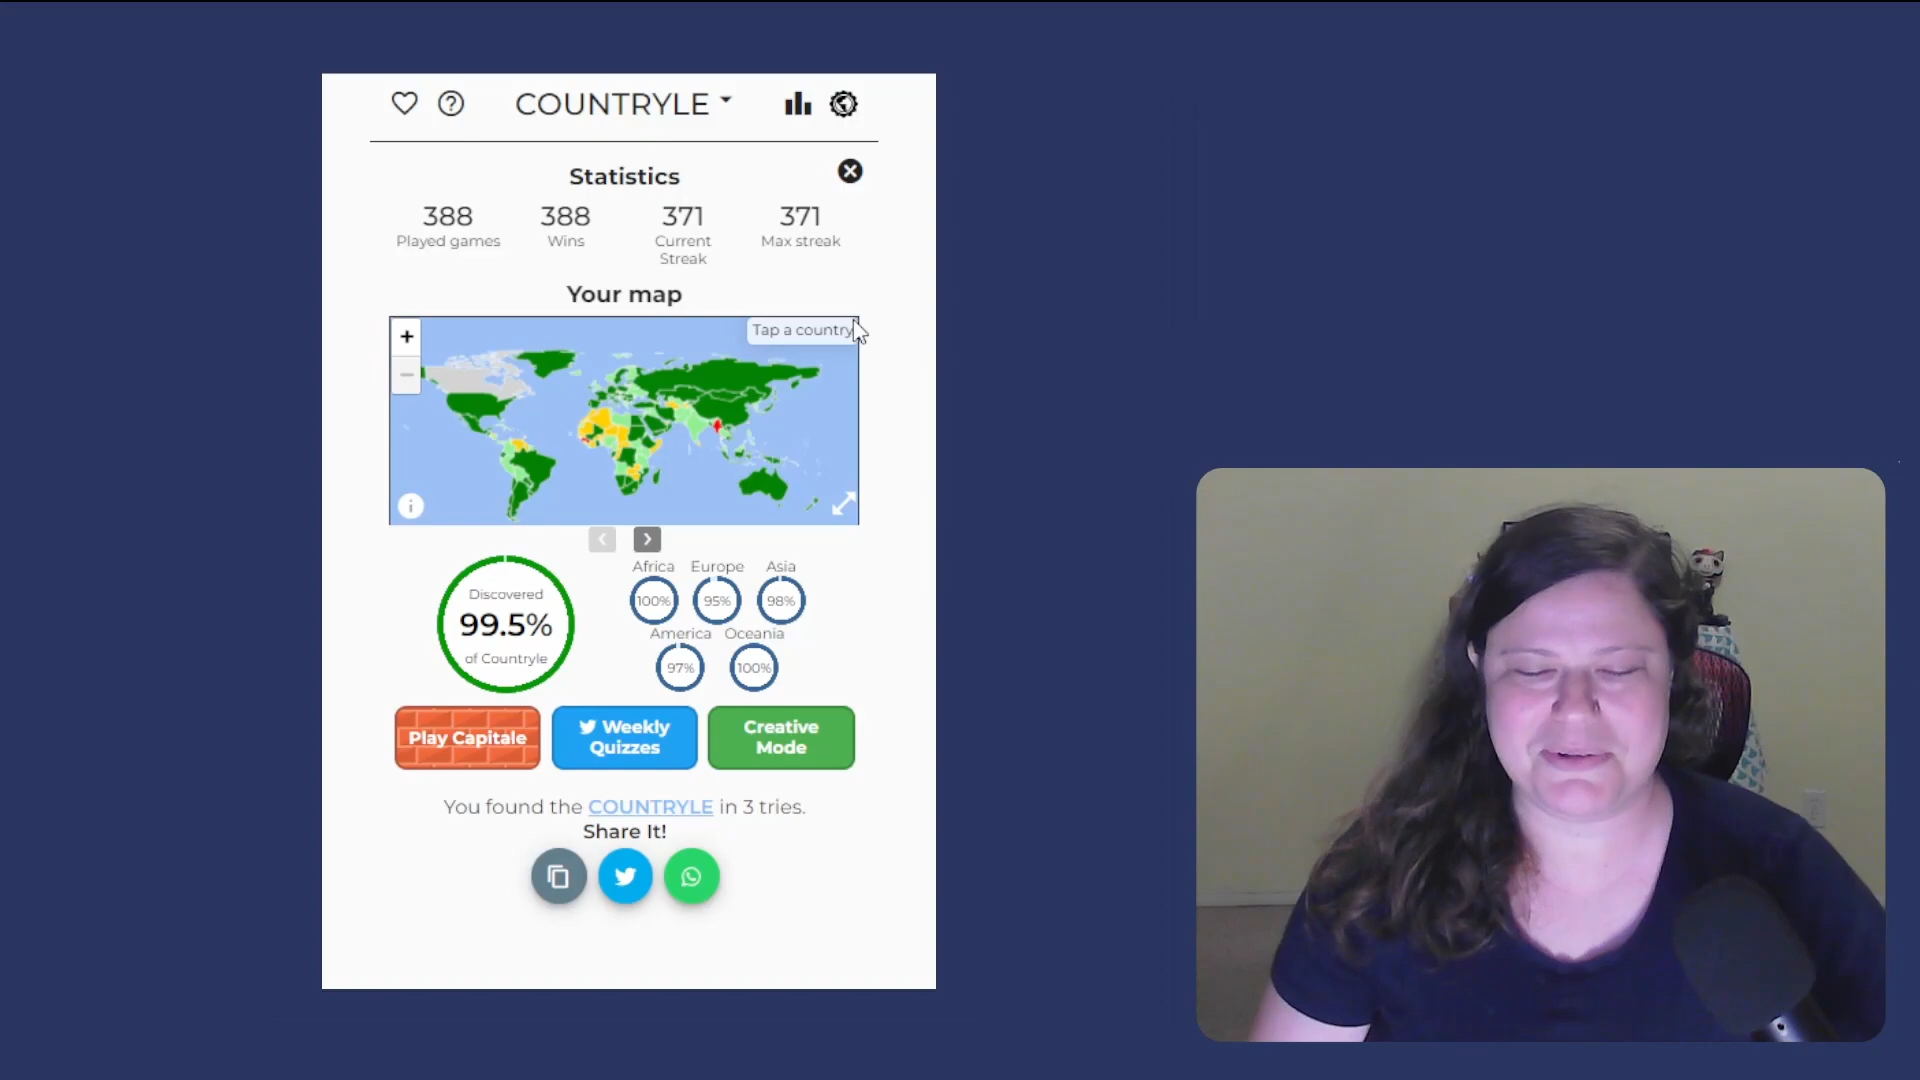 COUNTRYLE
Statistics
388
388
371
371
Played games
Wins
Current
Streak
Max streak
Your map
+
Tap a country
Discovered
99.5%
of Countryle
Africa
Europe
Asia
100%
95%
98%
America
Oceania
97%
100%
Play Capitale
Weekly
Quizzes
Creative
Mode
You found the COUNTRYLE in 3 tries.
Share It!